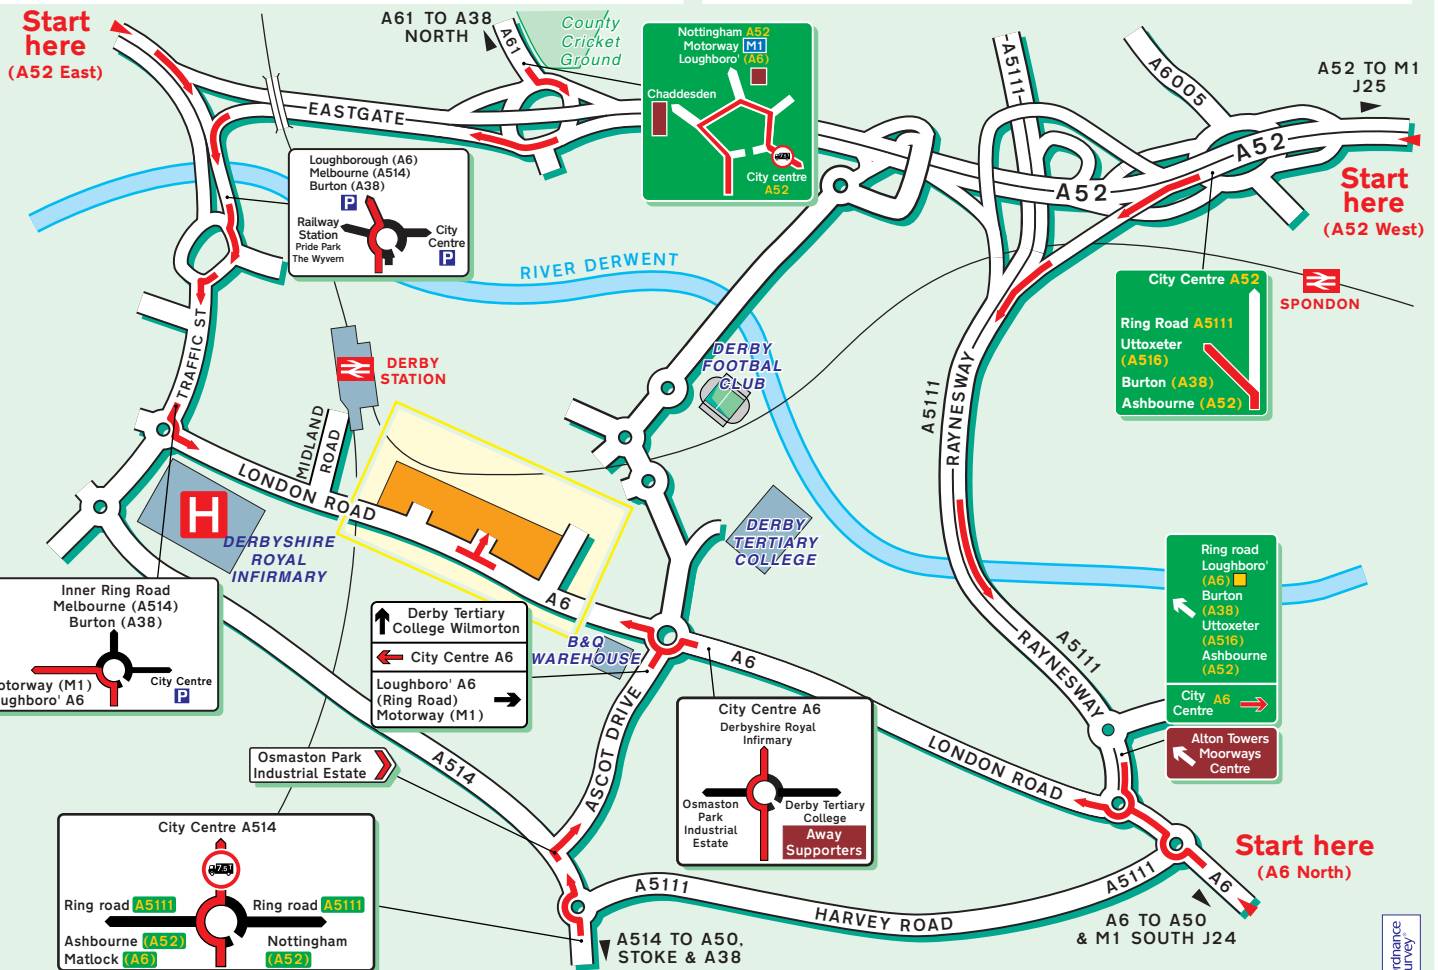 Start
here
(A52 East)
A61 TO A38
NORTH
A61
County
Cricket
Ground
Nottingham A52
Motorway M1
Loughboro' (A6)
Chaddesden
7.5T
City centre
A52
A5111
A6005
A52 TO M1
J25
A52
A52
Start
here
(A52 West)
EASTGATE
Loughborough (A6)
Melbourne (A514)
Burton (A38)
P
Railway
Station
Pride Park
The Wyvern
City
Centre
P
RIVER DERWENT
City Centre A52
Ring Road A5111
Uttoxeter
(A516)
Burton (A38)
Ashbourne (A52)
SPONDON
TRAFFIC ST
DERBY
STATION
DERBY
FOOTBAL
CLUB
A5111
RAYNESWAY
MIDLAND
ROAD
LONDON ROAD
H
DERBYSHIRE
ROYAL
INFIRMARY
DERBY
TERTIARY
COLLEGE
A6
Ring road
Loughboro'
(A6)
Burton
(A38)
Uttoxeter
(A516)
Ashbourne
(A52)
City
Centre
A6
Alton Towers
Moorways
Centre
Inner Ring Road
Melbourne (A514)
Burton (A38)
otorway (M1)
ughboro' A6
City Centre
P
Derby Tertiary
College Wilmorton
City Centre A6
Loughboro' A6
(Ring Road)
Motorway (M1)
B&Q
WAREHOUSE
A6
A5111
RAYNESWAY
City Centre A6
Derbyshire Royal
Infirmary
Osmaston
Park
Industrial
Estate
Derby Tertiary
College
Away
Supporters
LONDON ROAD
Osmaston Park
Industrial Estate
A514
ASCOT DRIVE
City Centre A514
7.5T
Ring road A5111
Ring road A5111
Ashbourne (A52)
Matlock (A6)
Nottingham
(A52)
A5111
HARVEY ROAD
A5111
A6
Start here
(A6 North)
A6 TO A50
& M1 SOUTH J24
A514 TO A50,
STOKE & A38
rdnance
urvey®